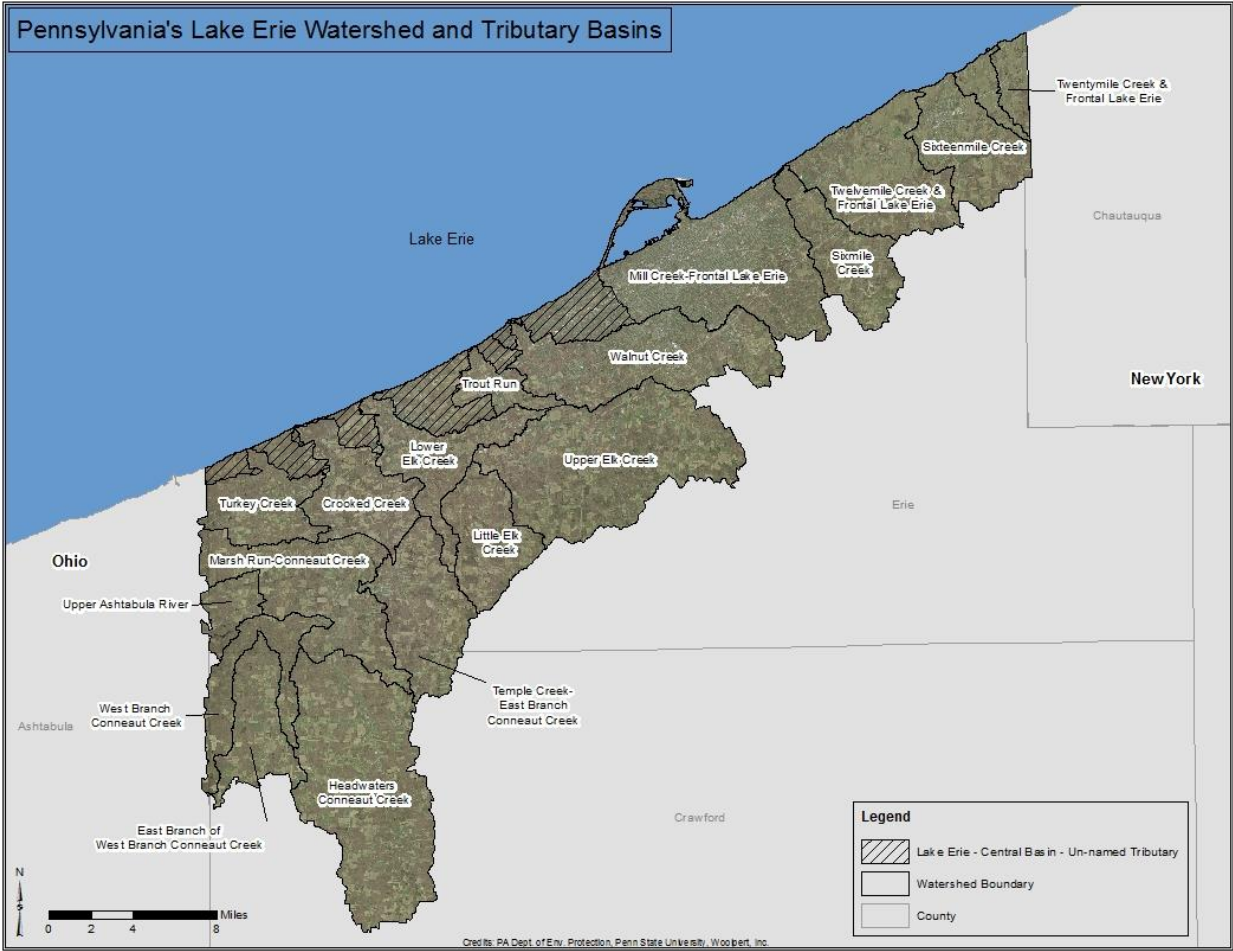 Pennsylvania's Lake Erie Watershed and Tributary Basins
Twentymile Creek &
Frontal Lake Erie
Sixteenmile Creek
Twelvemile Creek &
Frontal Lake Erie
Chautauqua
Lake Erie
Sixmile
Creek
Mill Creek-Frontal Lake Erie
Walnut Creek
Trout Run
New York
Lower
Elk Creek
Upper Elk Creek
Turkey Creek
Crooked Creek
Erie
Little Elk
Creek
Ohio
Marsh Run-Conneaut Creek
Upper Ashtabula River
Temple Creek-
East Branch
Conneaut Creek
West Branch
Conneaut Creek
Ashtabula
Headwaters
Conneaut Creek
Crawford
East Branch of
West Branch Conneaut Creek
Legend
Lake Erie - Central Basin - Un-named Tributary
Watershed Boundary
County
N
S
Miles
0 2 4 8
Credits: PA Dept. of Env. Protection, Penn State University, Woolpert, Inc.